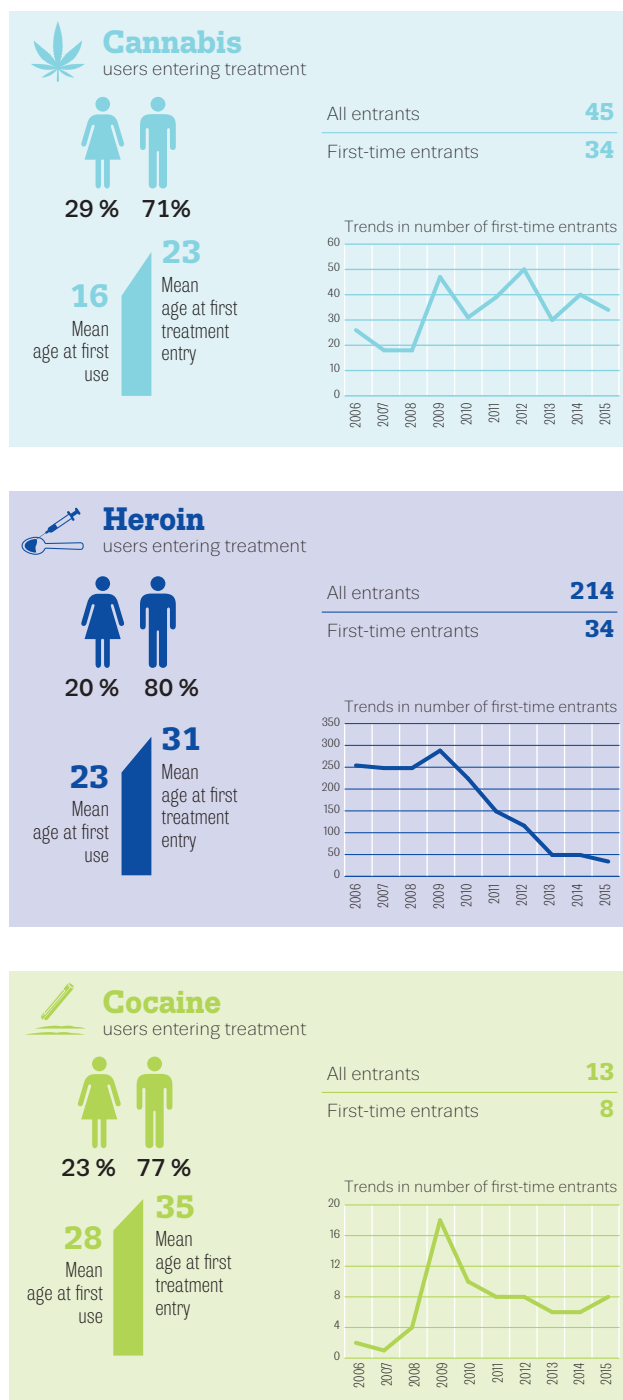 Cannabis
users entering treatment
29 % 71%
16
Mean
age at first
use
23
Mean
age at first
treatment
entry
All entrants 45
First-time entrants 34
Trends in number of first-time entrants
60
50
40
30
20
10
0
2006 2007 2008 2009 2010 2011 2012 2013 2014 2015
Heroin
users entering treatment
20 % 80 %
23
Mean
age at first
use
31
Mean
age at first
treatment
entry
All entrants 214
First-time entrants 34
Trends in number of first-time entrants
350
300
250
200
150
100
50
0
2006 2007 2008 2009 2010 2011 2012 2013 2014 2015
Cocaine
users entering treatment
23 % 77 %
28
Mean
age at first
use
35
Mean
age at first
treatment
entry
All entrants 13
First-time entrants 8
Trends in number of first-time entrants
20
16
12
8
4
0
2006 2007 2008 2009 2010 2011 2012 2013 2014 2015